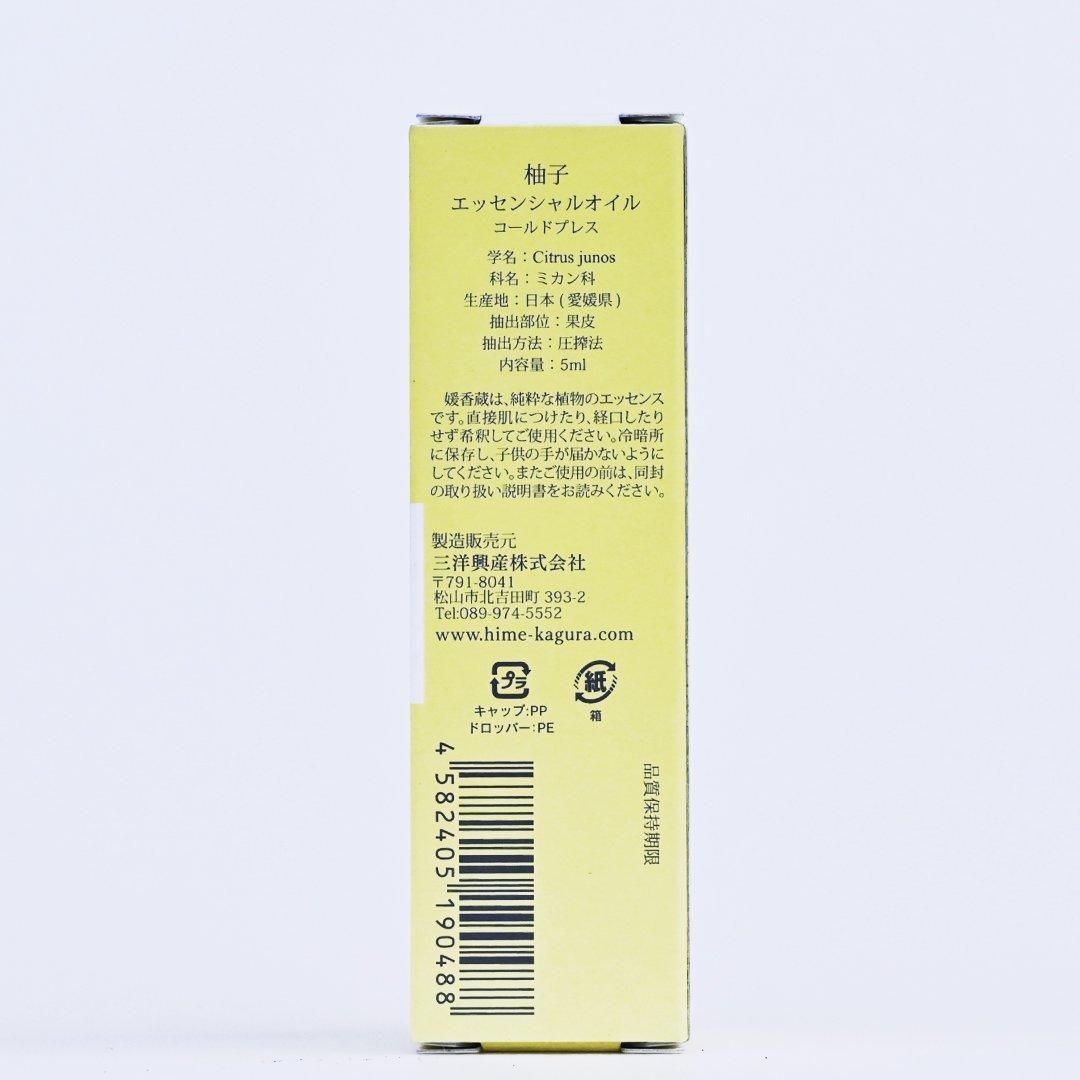 柚子
エッセンシャルオイル
コールドプレス
学名：Citrus junos
科名：ミカン科
生産地：日本 ( 愛媛県 )
抽出部位：果皮
抽出方法：圧搾法
内容量：5ml
媛香蔵は、純粋な植物のエッセンス
です。直接肌につけたり、経口したり
せず希釈してご使用ください。冷暗所
に保存し、子供の手が届かないように
してください。またご使用の前は、同封
の取り扱い説明書をお読みください。
製造販売元
三洋興産株式会社
〒791-8041
松山市北吉田町 393-2
Tel:089-974-5552
www.hime-kagura.com
プラ
紙
キャップ:PP
ドロッパー:PE
箱
品質保持期限
4 582405 190488